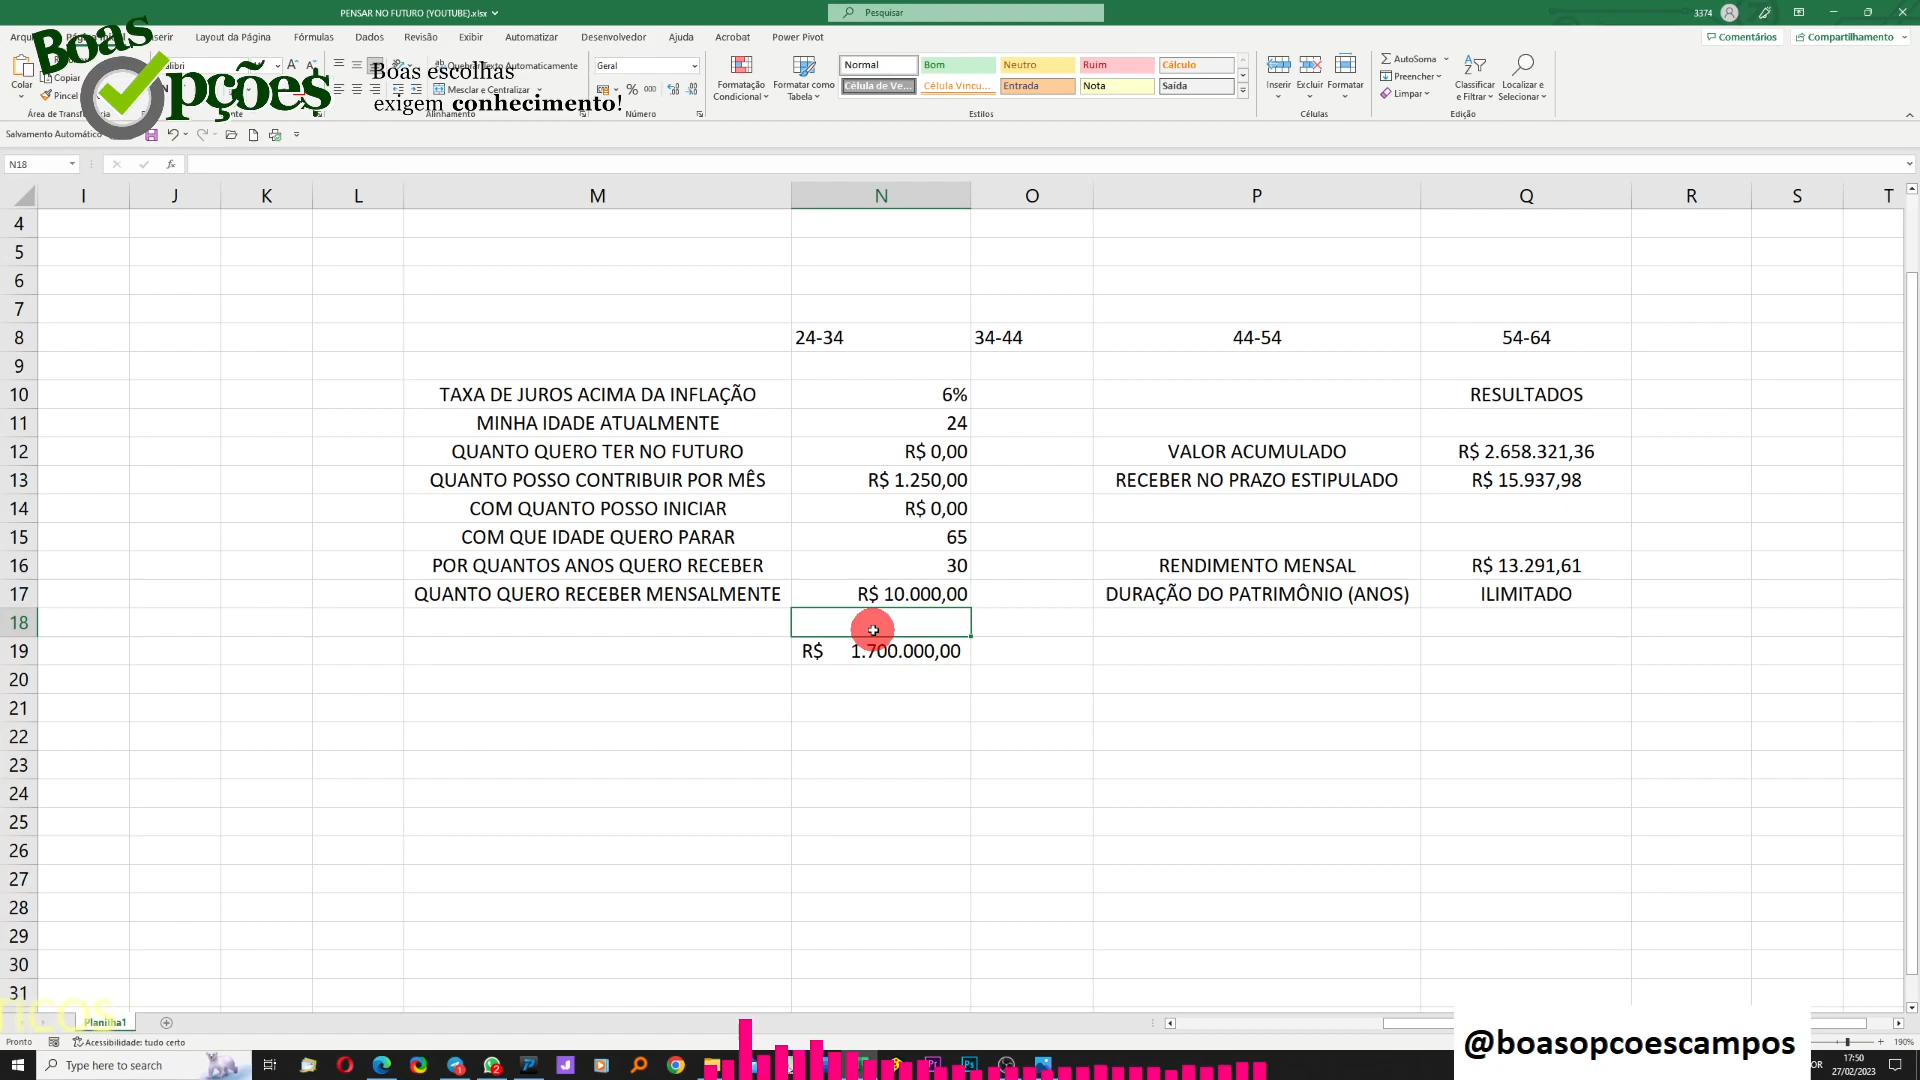 PENSAR NO FUTURO (YOUTUBE).xlsx
Pesquisar
3374
Layout da Página
Fórmulas
Dados
Revisão
Exibir
Automatizar
Desenvolvedor
Ajuda
Acrobat
Power Pivot
Comentários
Compartilhamento
Boas
Opções
Boas escolhas
exigem conhecimento!
Colar
Copiar
Pincel
Quebrar Texto Automaticamente
Mesclar e Centralizar
Geral
% 000
Formatação
Condicional
Formatar como
Tabela
Normal
Bom
Neutro
Ruim
Cálculo
Célula de Ve...
Célula Vincu...
Entrada
Nota
Saída
Inserir
Excluir
Formatar
AutoSoma
Preencher
Limpar
Classificar
e Filtrar
Localizar e
Selecionar
Alinhamento
Número
Estilos
Células
Edição
Salvamento Automático
N18
fx
I J K L M N O P Q R S T
4
5
6
7
8 24-34 34-44 44-54 54-64
9
10 TAXA DE JUROS ACIMA DA INFLAÇÃO 6% RESULTADOS
11 MINHA IDADE ATUALMENTE 24
12 QUANTO QUERO TER NO FUTURO R$ 0,00 VALOR ACUMULADO R$ 2.658.321,36
13 QUANTO POSSO CONTRIBUIR POR MÊS R$ 1.250,00 RECEBER NO PRAZO ESTIPULADO R$ 15.937,98
14 COM QUANTO POSSO INICIAR R$ 0,00
15 COM QUE IDADE QUERO PARAR 65
16 POR QUANTOS ANOS QUERO RECEBER 30 RENDIMENTO MENSAL R$ 13.291,61
17 QUANTO QUERO RECEBER MENSALMENTE R$ 10.000,00 DURAÇÃO DO PATRIMÔNIO (ANOS) ILIMITADO
18
19 R$ 1.700.000,00
20
21
22
23
24
25
26
27
28
29
30
31
TICOS
Planilha1
Pronto
Acessibilidade: tudo certo
190%
@boasopcoescampos
Type here to search
17:50
27/02/2023